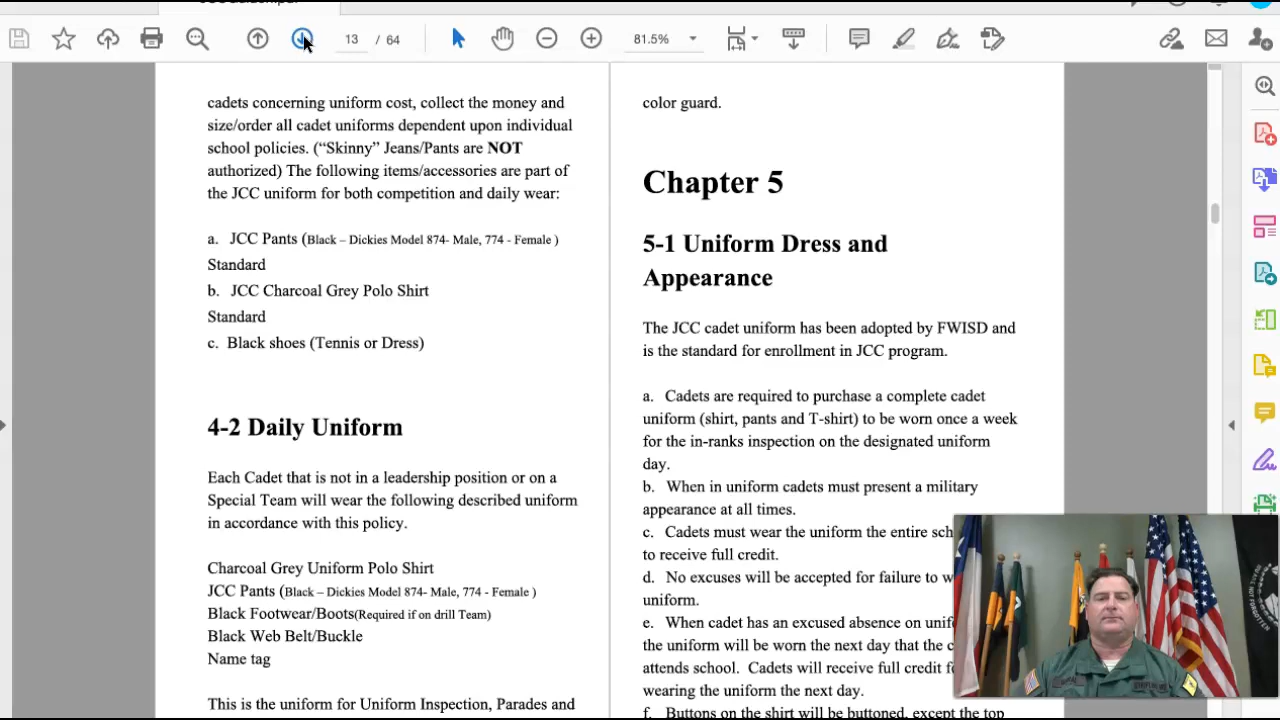 13 / 64
81.5%
cadets concerning uniform cost, collect the money and
size/order all cadet uniforms dependent upon individual
school policies. (“Skinny” Jeans/Pants are NOT
authorized) The following items/accessories are part of
the JCC uniform for both competition and daily wear:
a. JCC Pants (Black – Dickies Model 874- Male, 774 - Female )
Standard
b. JCC Charcoal Grey Polo Shirt
Standard
c. Black shoes (Tennis or Dress)
4-2 Daily Uniform
Each Cadet that is not in a leadership position or on a
Special Team will wear the following described uniform
in accordance with this policy.
Charcoal Grey Uniform Polo Shirt
JCC Pants (Black – Dickies Model 874- Male, 774 - Female )
Black Footwear/Boots(Required if on drill Team)
Black Web Belt/Buckle
Name tag
This is the uniform for Uniform Inspection, Parades and
color guard.
Chapter 5
5-1 Uniform Dress and
Appearance
The JCC cadet uniform has been adopted by FWISD and
is the standard for enrollment in JCC program.
a. Cadets are required to purchase a complete cadet
uniform (shirt, pants and T-shirt) to be worn once a week
for the in-ranks inspection on the designated uniform
day.
b. When in uniform cadets must present a military
appearance at all times.
c. Cadets must wear the uniform the entire sch
to receive full credit.
d. No excuses will be accepted for failure to w
uniform.
e. When cadet has an excused absence on unif
the uniform will be worn the next day that the c
attends school. Cadets will receive full credit f
wearing the uniform the next day.
f. Buttons on the shirt will be buttoned, except the top